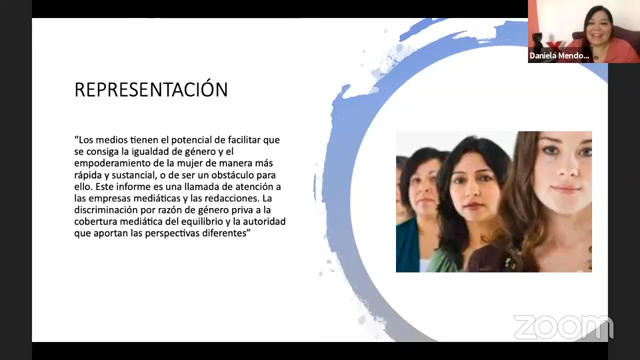 REPRESENTACIÓN
“Los medios tienen el potencial de facilitar que
se consiga la igualdad de género y el
empoderamiento de la mujer de manera más
rápida y sustancial, o de ser un obstáculo para
ello. Este informe es una llamada de atención a
las empresas mediáticas y las redacciones. La
discriminación por razón de género priva a la
cobertura mediática del equilibrio y la autoridad
que aportan las perspectivas diferentes”
Daniela Mendo...
zoom